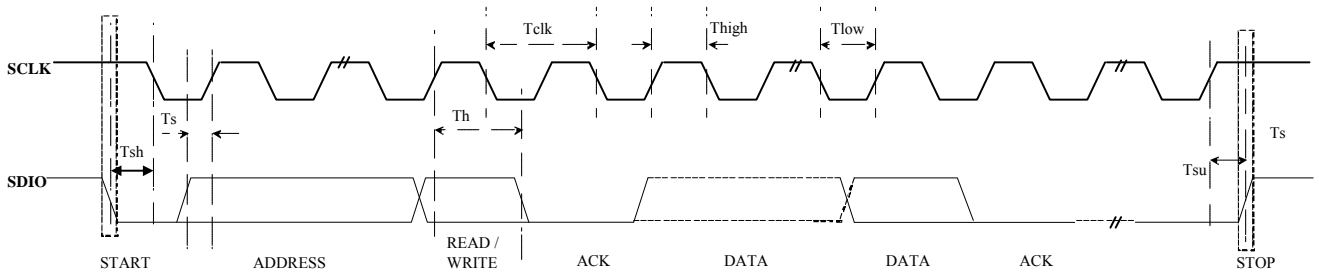 Tclk
Thigh
Tlow
SCLK
Ts
Th
Ts
Tsh
Tsu
SDIO
START
ADDRESS
READ /
WRITE
ACK
DATA
DATA
ACK
STOP